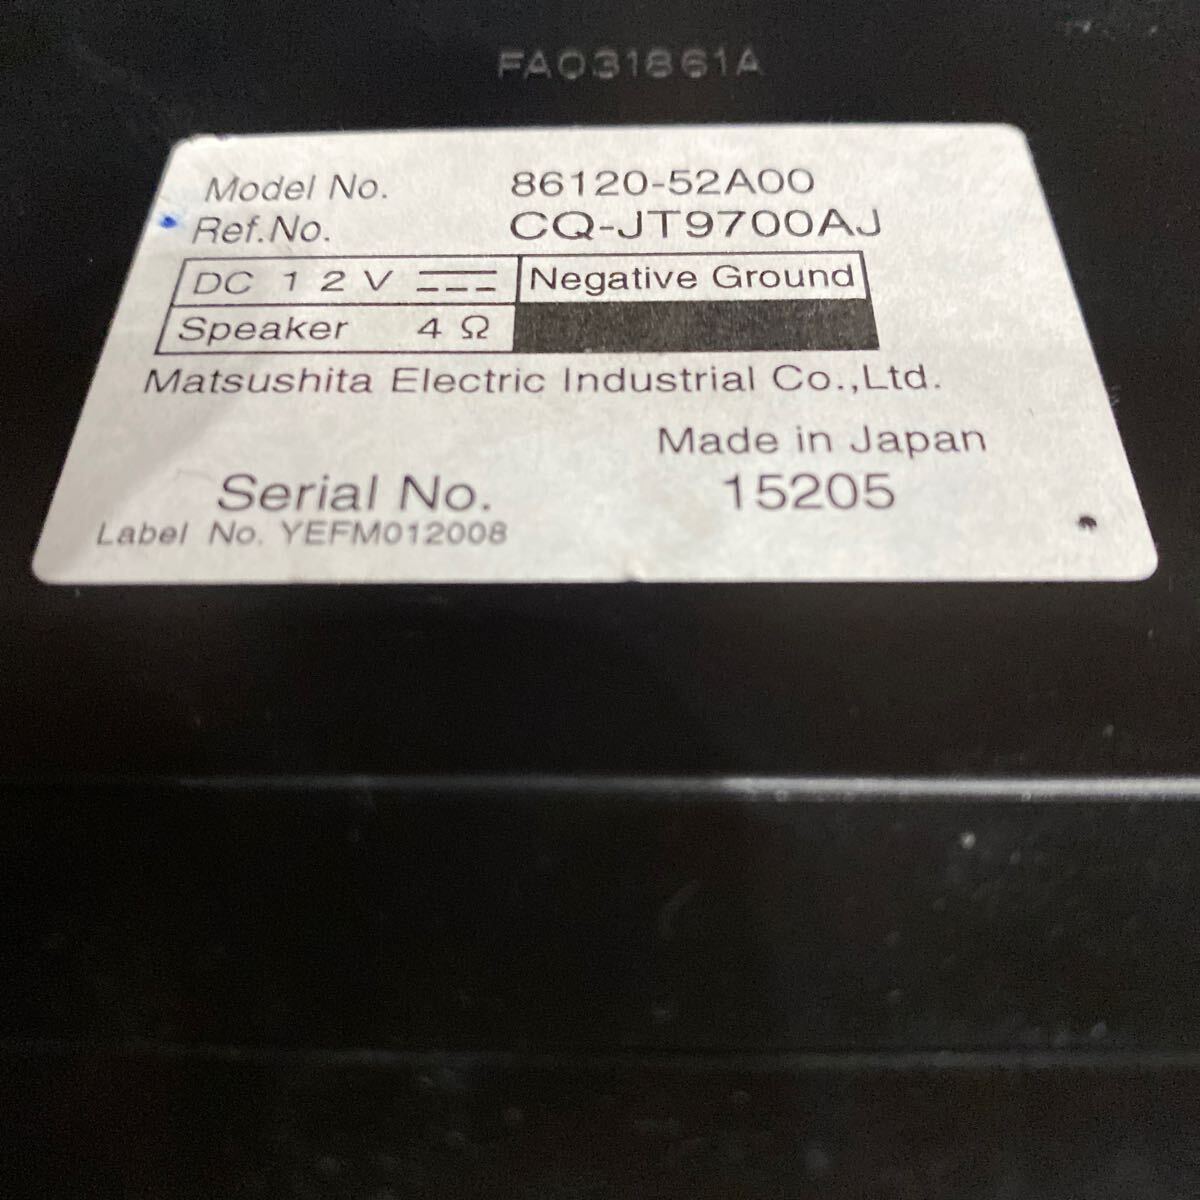 FA031861A
Model No. 86120-52A00
Ref.No. CQ-JT9700AJ
DC 12V Negative Ground
Speaker 4Ω
Matsushita Electric Industrial Co.,Ltd.
Made in Japan
Serial No. 15205
Label No. YEFM012008